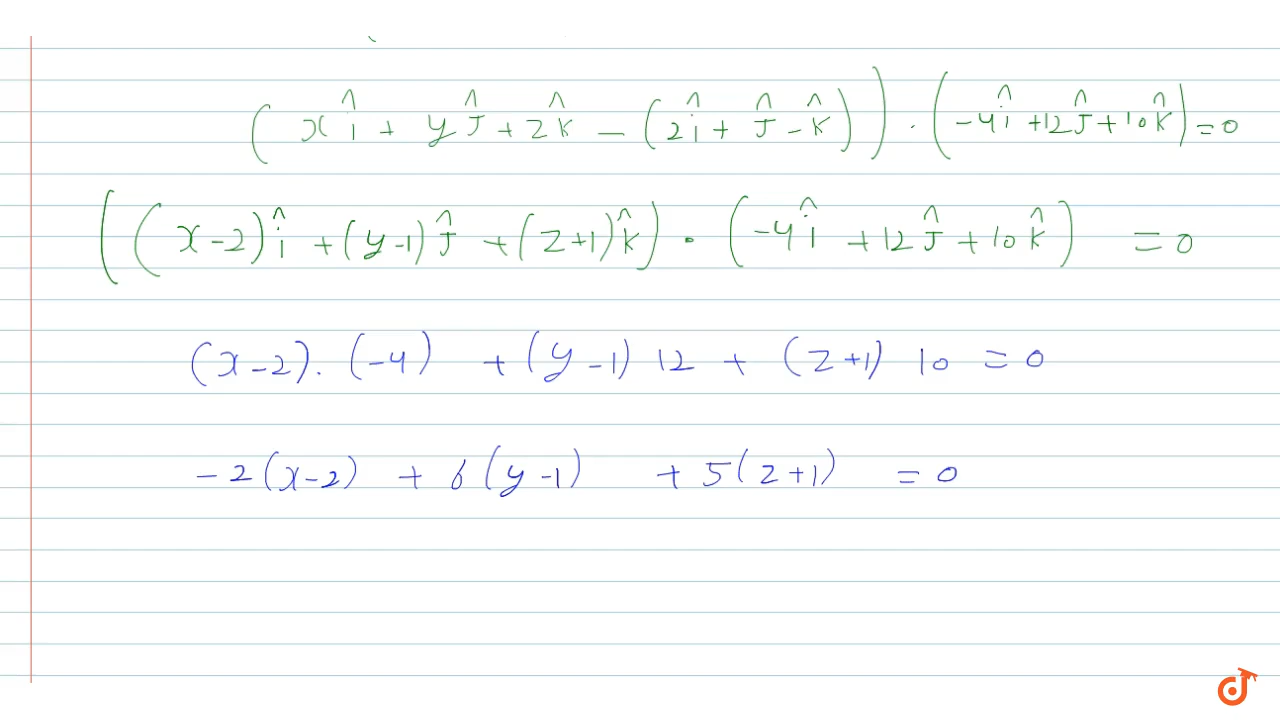 (xî + yĵ + zk̂ - (2î + ĵ - k̂)) · (-4î + 12ĵ + 10k̂) = 0
((x-2)î + (y-1)ĵ + (z+1)k̂) · (-4î + 12ĵ + 10k̂) = 0
(x-2)·(-4) + (y-1) 12 + (z+1) 10 = 0
-2(x-2) + 6(y-1) + 5(z+1) = 0